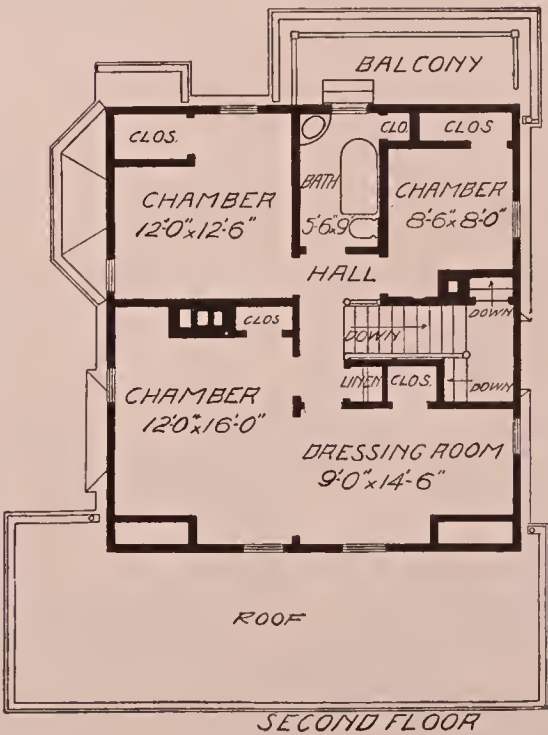 BALCONY
CLOS.
CLO.
CLOS
BATH
5'-6"x9
CHAMBER
12'-0"x12'-6"
CHAMBER
8'-6"x8'-0"
HALL
CLOS
DOWN
DOWN
LINEN
CLOS.
DOWN
CHAMBER
12'-0"x16'-0"
DRESSING ROOM
9'-0"x14'-6"
ROOF
SECOND FLOOR